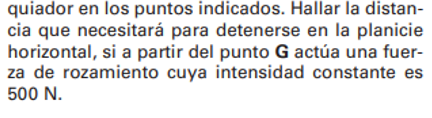 quiador en los puntos indicados. Hallar la distan-
cia que necesitará para detenerse en la planicie
horizontal, si a partir del punto G actúa una fuer-
za de rozamiento cuya intensidad constante es
500 N.